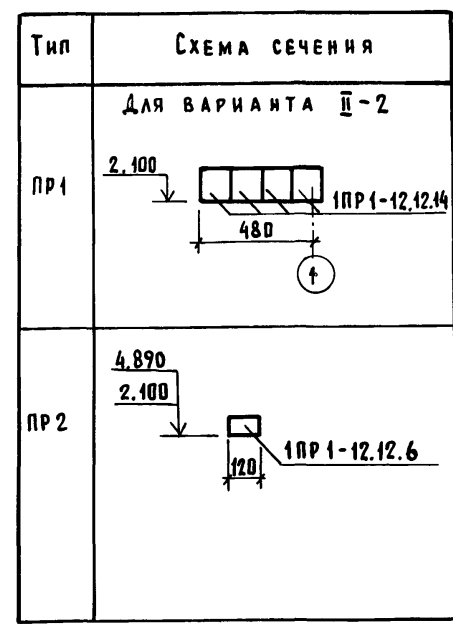 Тип
Схема сечения
Для варианта II-2
ПР1
2.100
1ПР1-12.12.14
480
1
4.890
2.100
ПР2
1ПР1-12.12.6
120